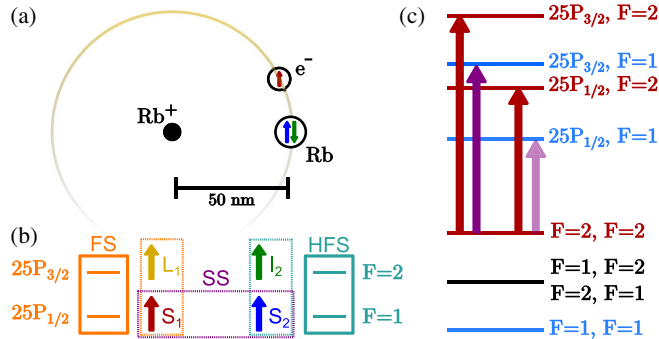 (a)
e⁻
Rb⁺
Rb
50 nm
(b)
FS
HFS
25P₃/₂
L₁
I₂
F=2
SS
25P₁/₂
S₁
S₂
F=1
(c)
25P₃/₂, F=2
25P₃/₂, F=1
25P₁/₂, F=2
25P₁/₂, F=1
F=2, F=2
F=1, F=2
F=2, F=1
F=1, F=1